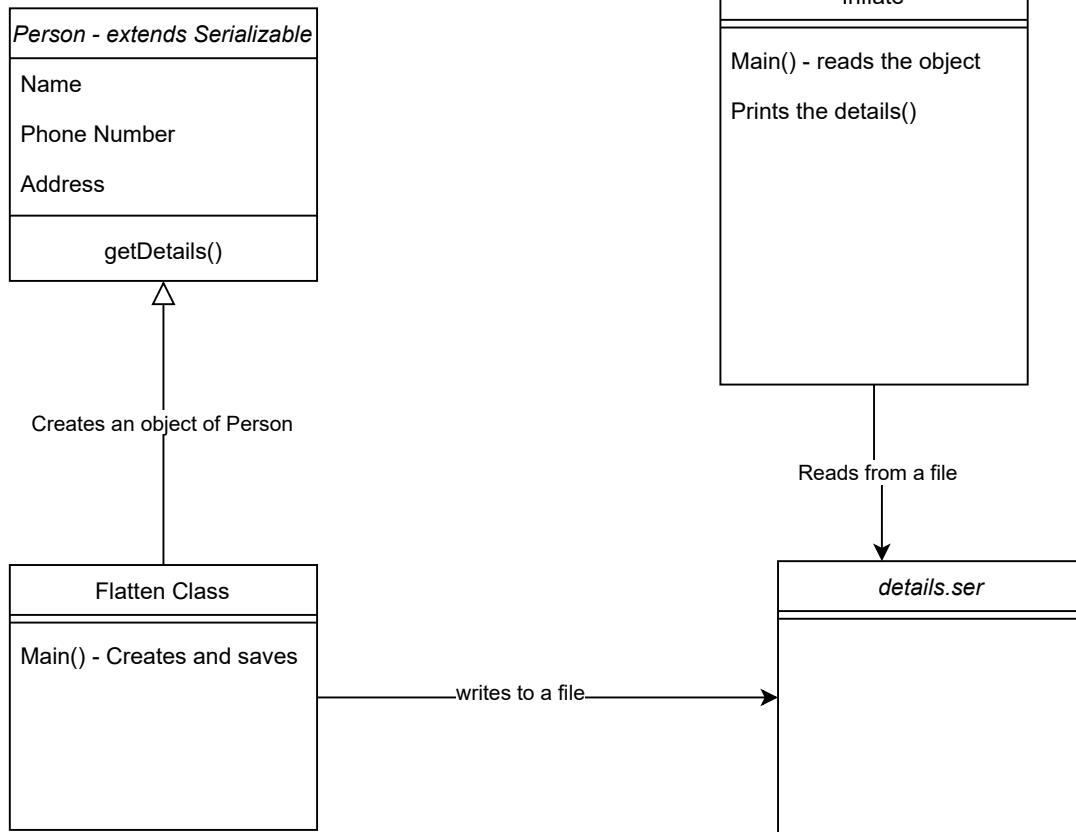 Person - extends Serializable
Name
Phone Number
Address
getDetails()
Creates an object of Person
Flatten Class
Main() - Creates and saves
writes to a file
Main() - reads the object
Prints the details()
Reads from a file
details.ser